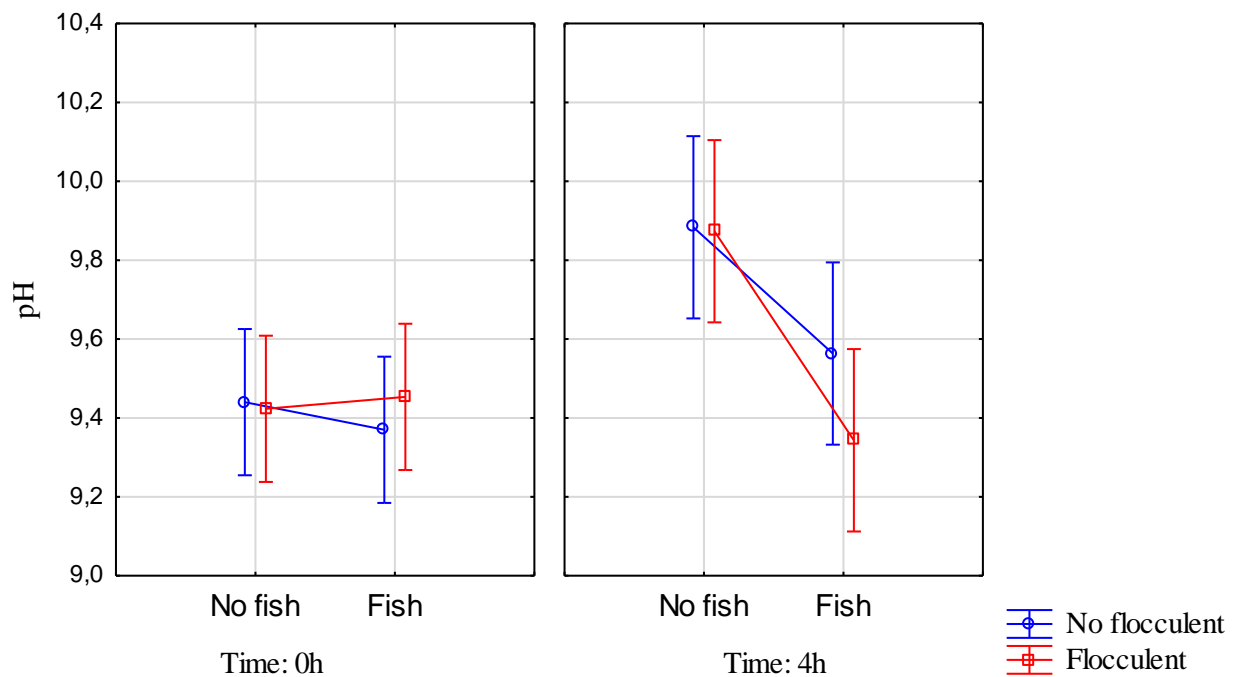 10,4
10,2
10,0
9,8
9,6
9,4
9,2
9,0
pH
No fish Fish
Time: 0h
No fish Fish
Time: 4h
No flocculent
Flocculent